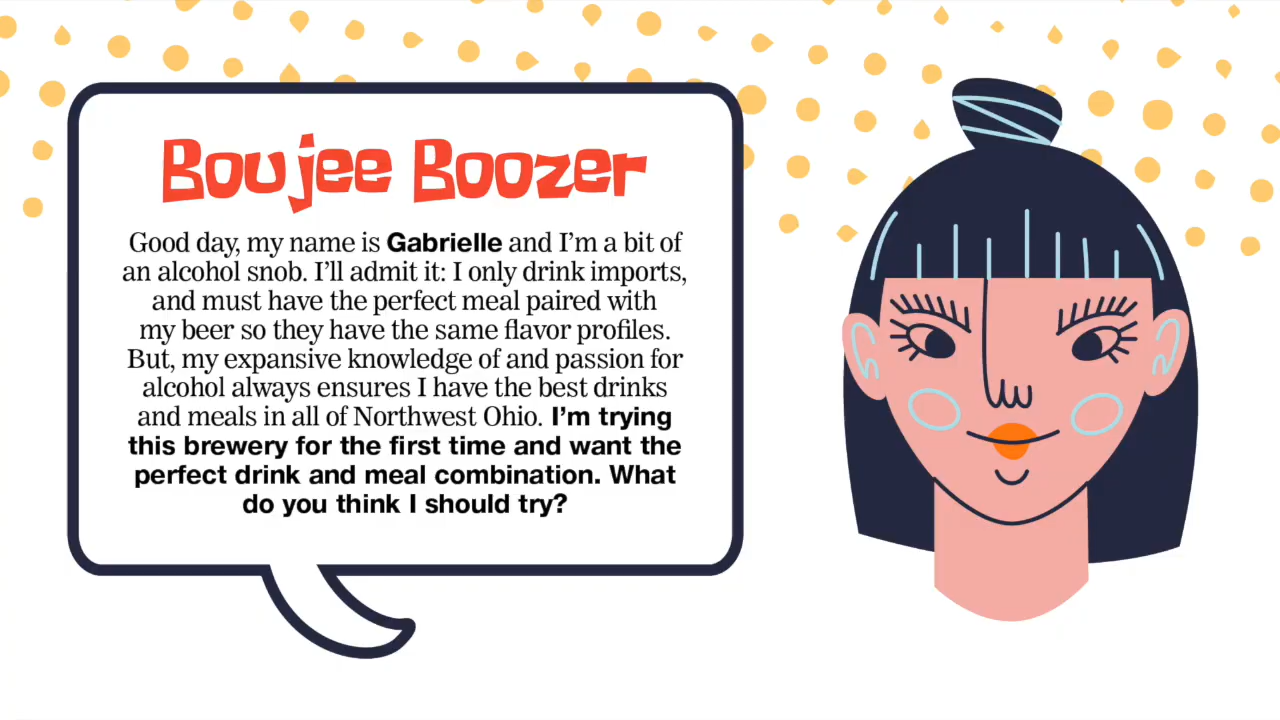 Boujee Boozer
Good day, my name is Gabrielle and I’m a bit of
an alcohol snob. I’ll admit it: I only drink imports,
and must have the perfect meal paired with
my beer so they have the same flavor profiles.
But, my expansive knowledge of and passion for
alcohol always ensures I have the best drinks
and meals in all of Northwest Ohio. I’m trying
this brewery for the first time and want the
perfect drink and meal combination. What
do you think I should try?